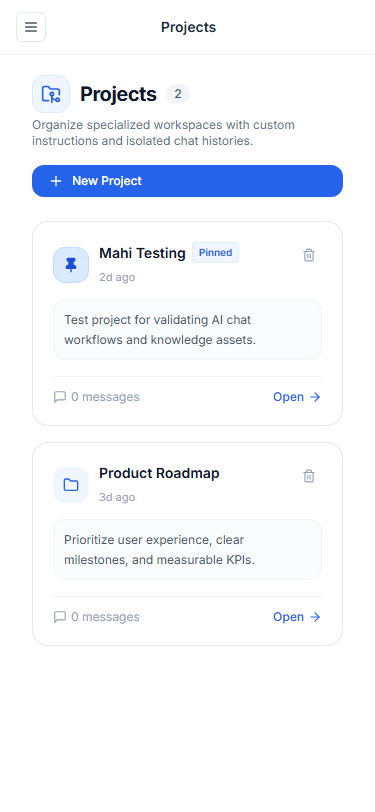 Projects
Projects 2
Organize specialized workspaces with custom
instructions and isolated chat histories.
New Project
Mahi Testing Pinned
2d ago
Test project for validating AI chat
workflows and knowledge assets.
0 messages Open
Product Roadmap
3d ago
Prioritize user experience, clear
milestones, and measurable KPIs.
0 messages Open